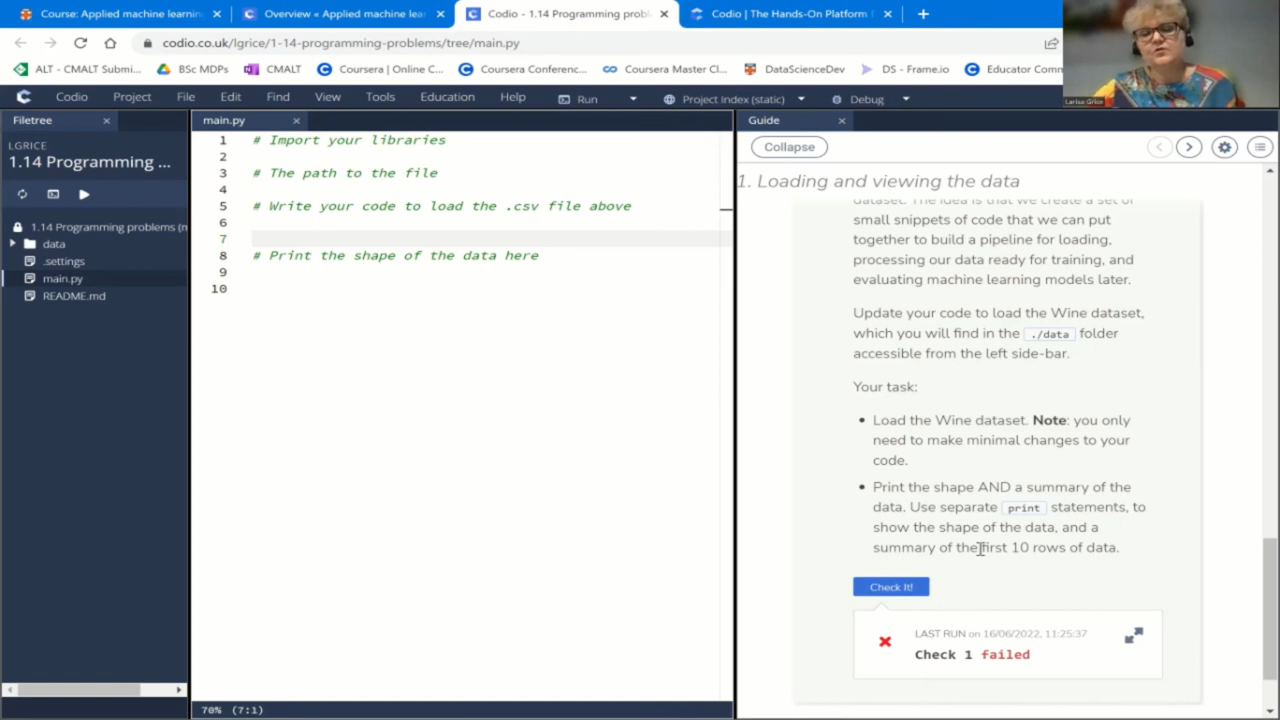 Course: Applied machine learnin
Overview « Applied machine lea
Codio - 1.14 Programming probl
Codio | The Hands-On Platform t
codio.co.uk/lgrice/1-14-programming-problems/tree/main.py
ALT - CMALT Submi...
BSc MDPs
CMALT
Coursera | Online C...
Coursera Conferenc...
Coursera Master Cl...
DataScienceDev
DS - Frame.io
Educator Comm
Larisa Grice
Codio Project File Edit Find View Tools Education Help Run Project Index (static) Debug
Filetree
LGRICE
1.14 Programming ...
1.14 Programming problems (m
data
.settings
main.py
README.md
main.py
1 # Import your libraries
2
3 # The path to the file
4
5 # Write your code to load the .csv file above
6
7
8 # Print the shape of the data here
9
10
70% (7:1)
Guide
Collapse
1. Loading and viewing the data
dataset. The idea is that we create a set of
small snippets of code that we can put
together to build a pipeline for loading,
processing our data ready for training, and
evaluating machine learning models later.
Update your code to load the Wine dataset,
which you will find in the ./data folder
accessible from the left side-bar.
Your task:
• Load the Wine dataset. Note: you only
need to make minimal changes to your
code.
• Print the shape AND a summary of the
data. Use separate print statements, to
show the shape of the data, and a
summary of the first 10 rows of data.
Check It!
LAST RUN on 16/06/2022, 11:25:37
Check 1 failed